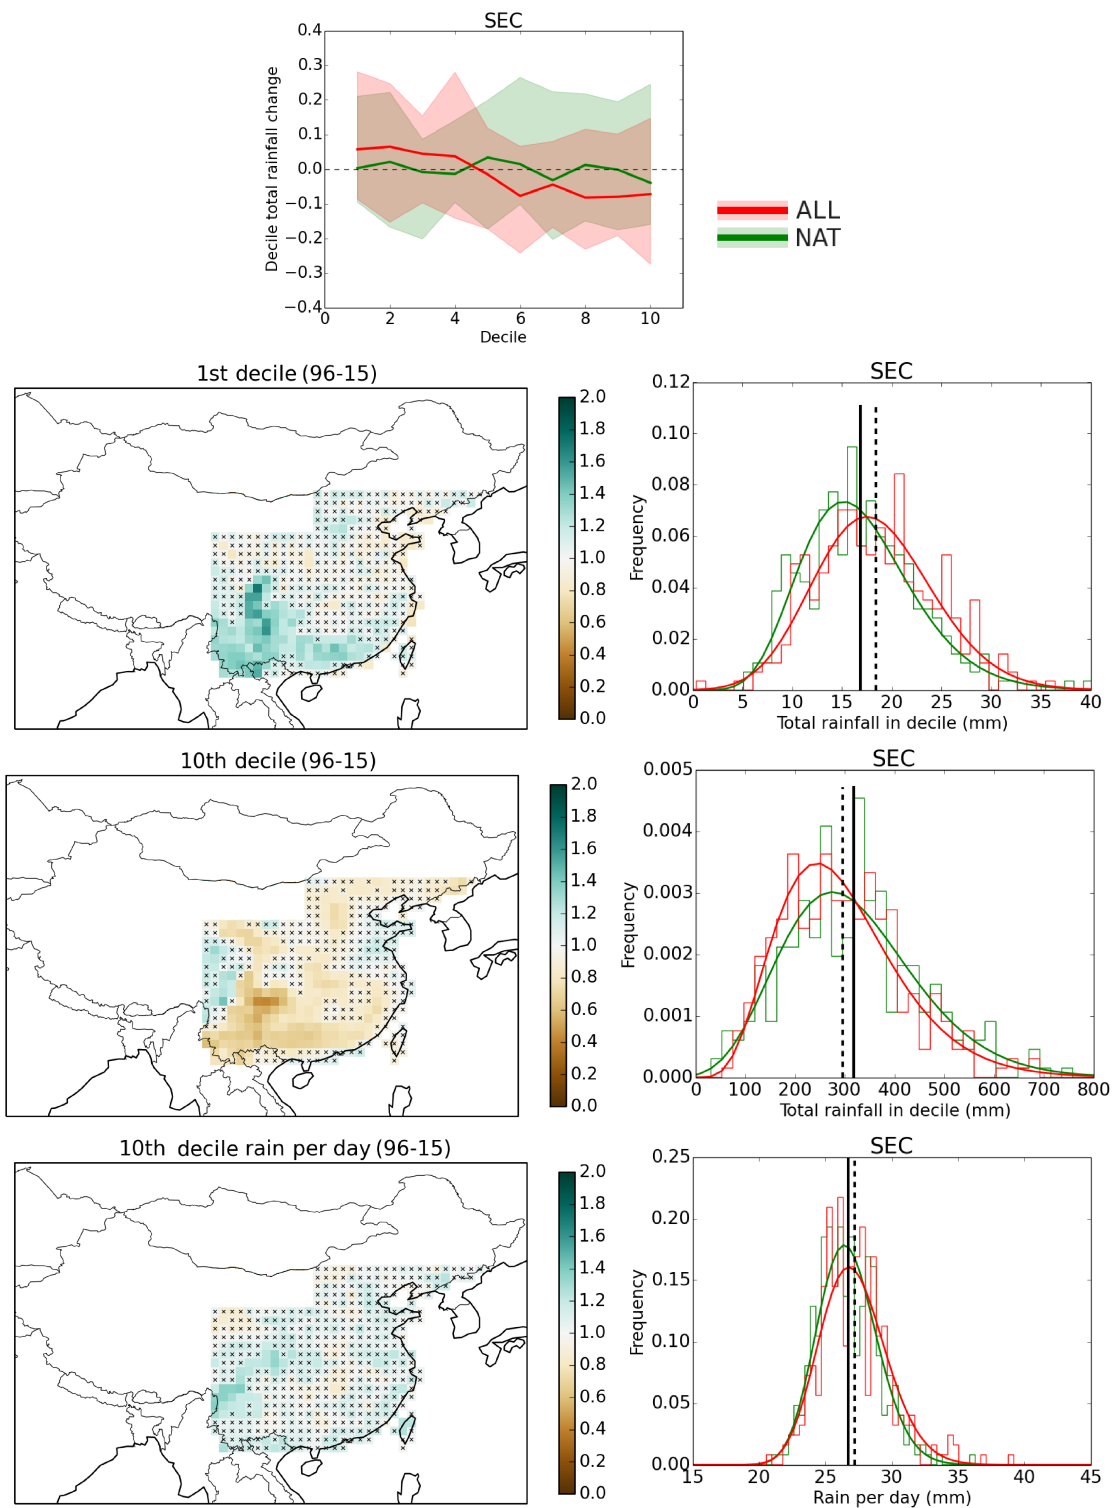 SEC
0.4
0.3
0.2
0.1
0.0
−0.1
−0.2
−0.3
−0.4
Decile total rainfall change
0 2 4 6 8 10
Decile
ALL
NAT
1st decile (96-15)
2.0
1.8
1.6
1.4
1.2
1.0
0.8
0.6
0.4
0.2
0.0
SEC
0.12
0.10
0.08
0.06
0.04
0.02
0.00
Frequency
0 5 10 15 20 25 30 35 40
Total rainfall in decile (mm)
10th decile (96-15)
2.0
1.8
1.6
1.4
1.2
1.0
0.8
0.6
0.4
0.2
0.0
SEC
0.005
0.004
0.003
0.002
0.001
0.000
Frequency
0 100 200 300 400 500 600 700 800
Total rainfall in decile (mm)
10th decile rain per day (96-15)
2.0
1.8
1.6
1.4
1.2
1.0
0.8
0.6
0.4
0.2
0.0
SEC
0.25
0.20
0.15
0.10
0.05
0.00
Frequency
15 20 25 30 35 40 45
Rain per day (mm)